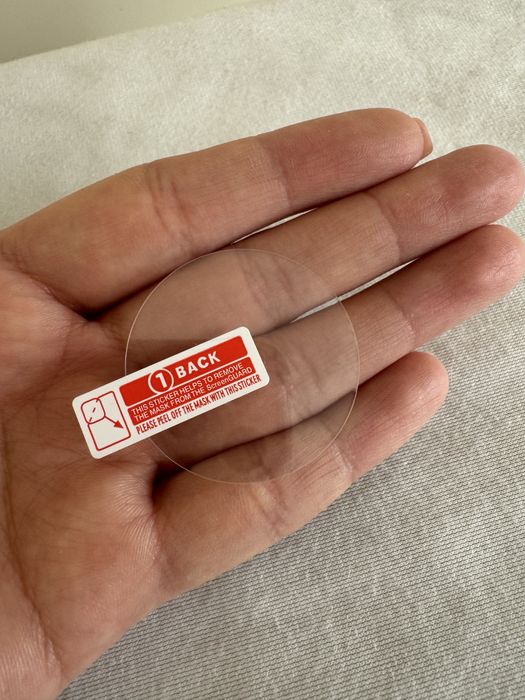 1 BACK
THIS STICKER HELPS TO REMOVE
THE MASK FROM THE ScreenGUARD
PLEASE PEEL OFF THE MASK WITH THIS STICKER